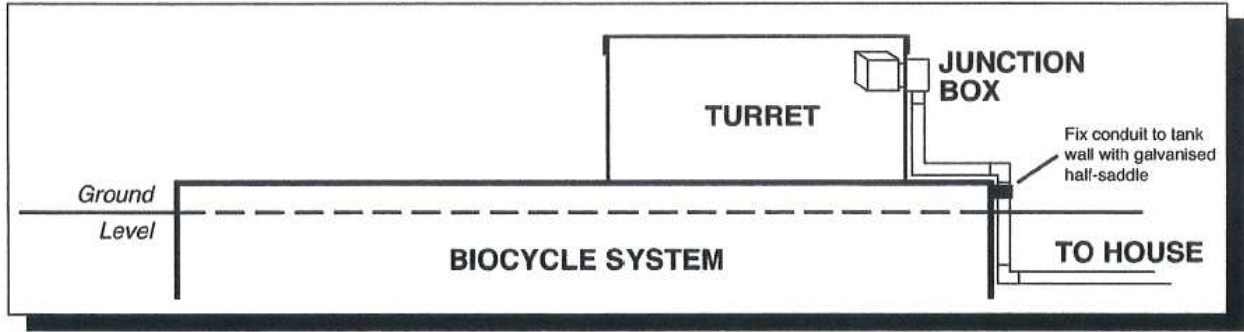 JUNCTION
BOX
TURRET
Fix conduit to tank
wall with galvanised
half-saddle
Ground
Level
BIOCYCLE SYSTEM
TO HOUSE